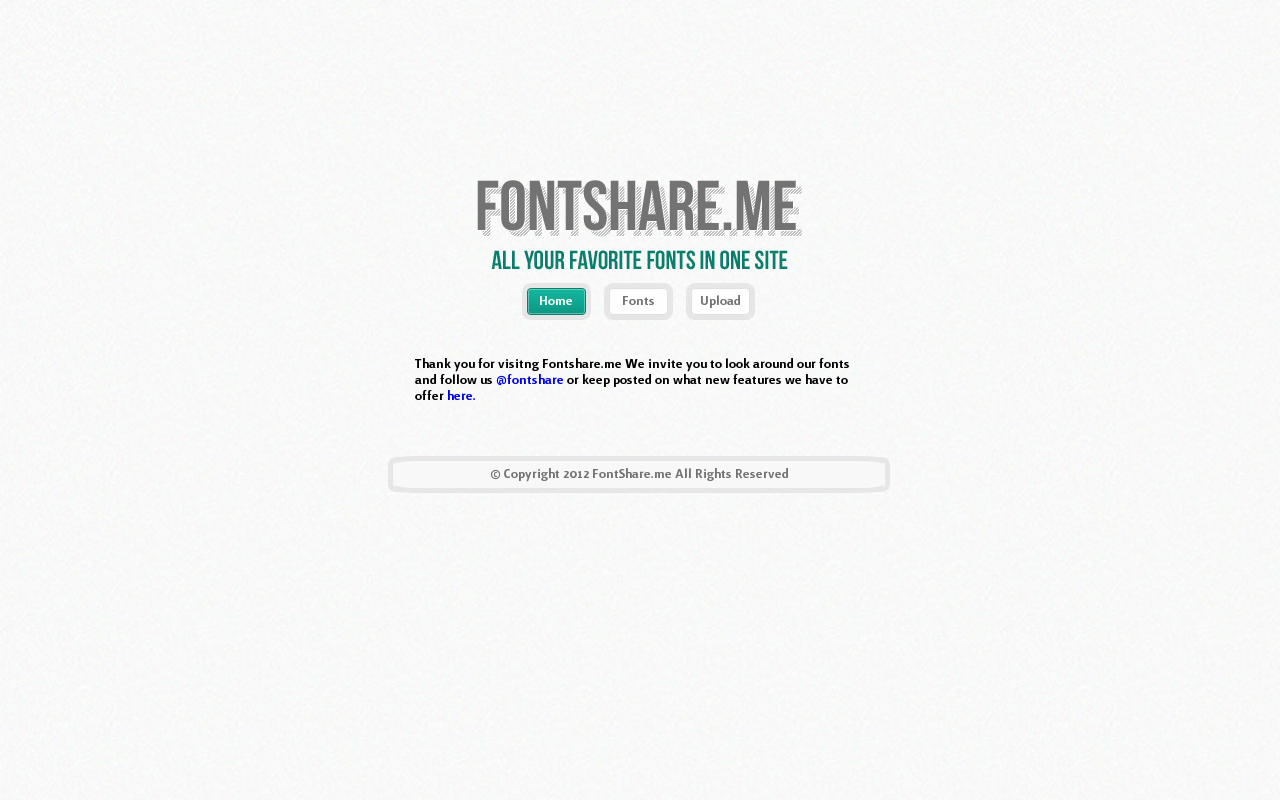 FONTSHARE.ME
ALL YOUR FAVORITE FONTS IN ONE SITE
Home Fonts Upload
Thank you for visitng Fontshare.me We invite you to look around our fonts
and follow us @fontshare or keep posted on what new features we have to
offer here.
© Copyright 2012 FontShare.me All Rights Reserved